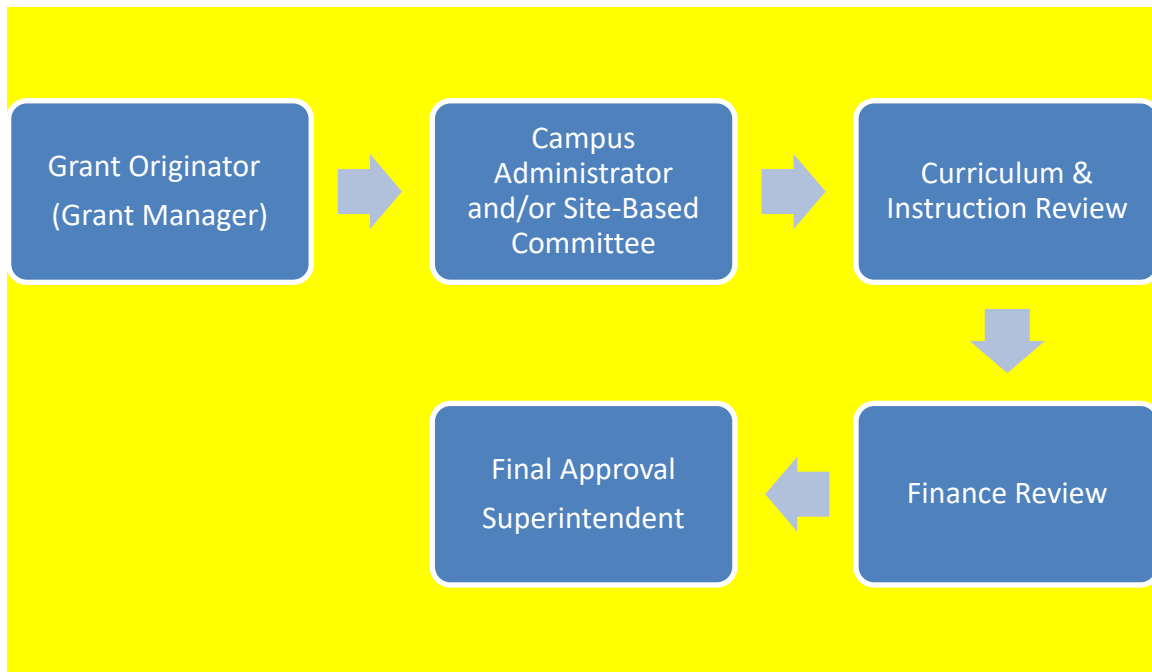 Grant Originator
(Grant Manager)
Campus
Administrator
and/or Site-Based
Committee
Curriculum &
Instruction Review
Finance Review
Final Approval
Superintendent